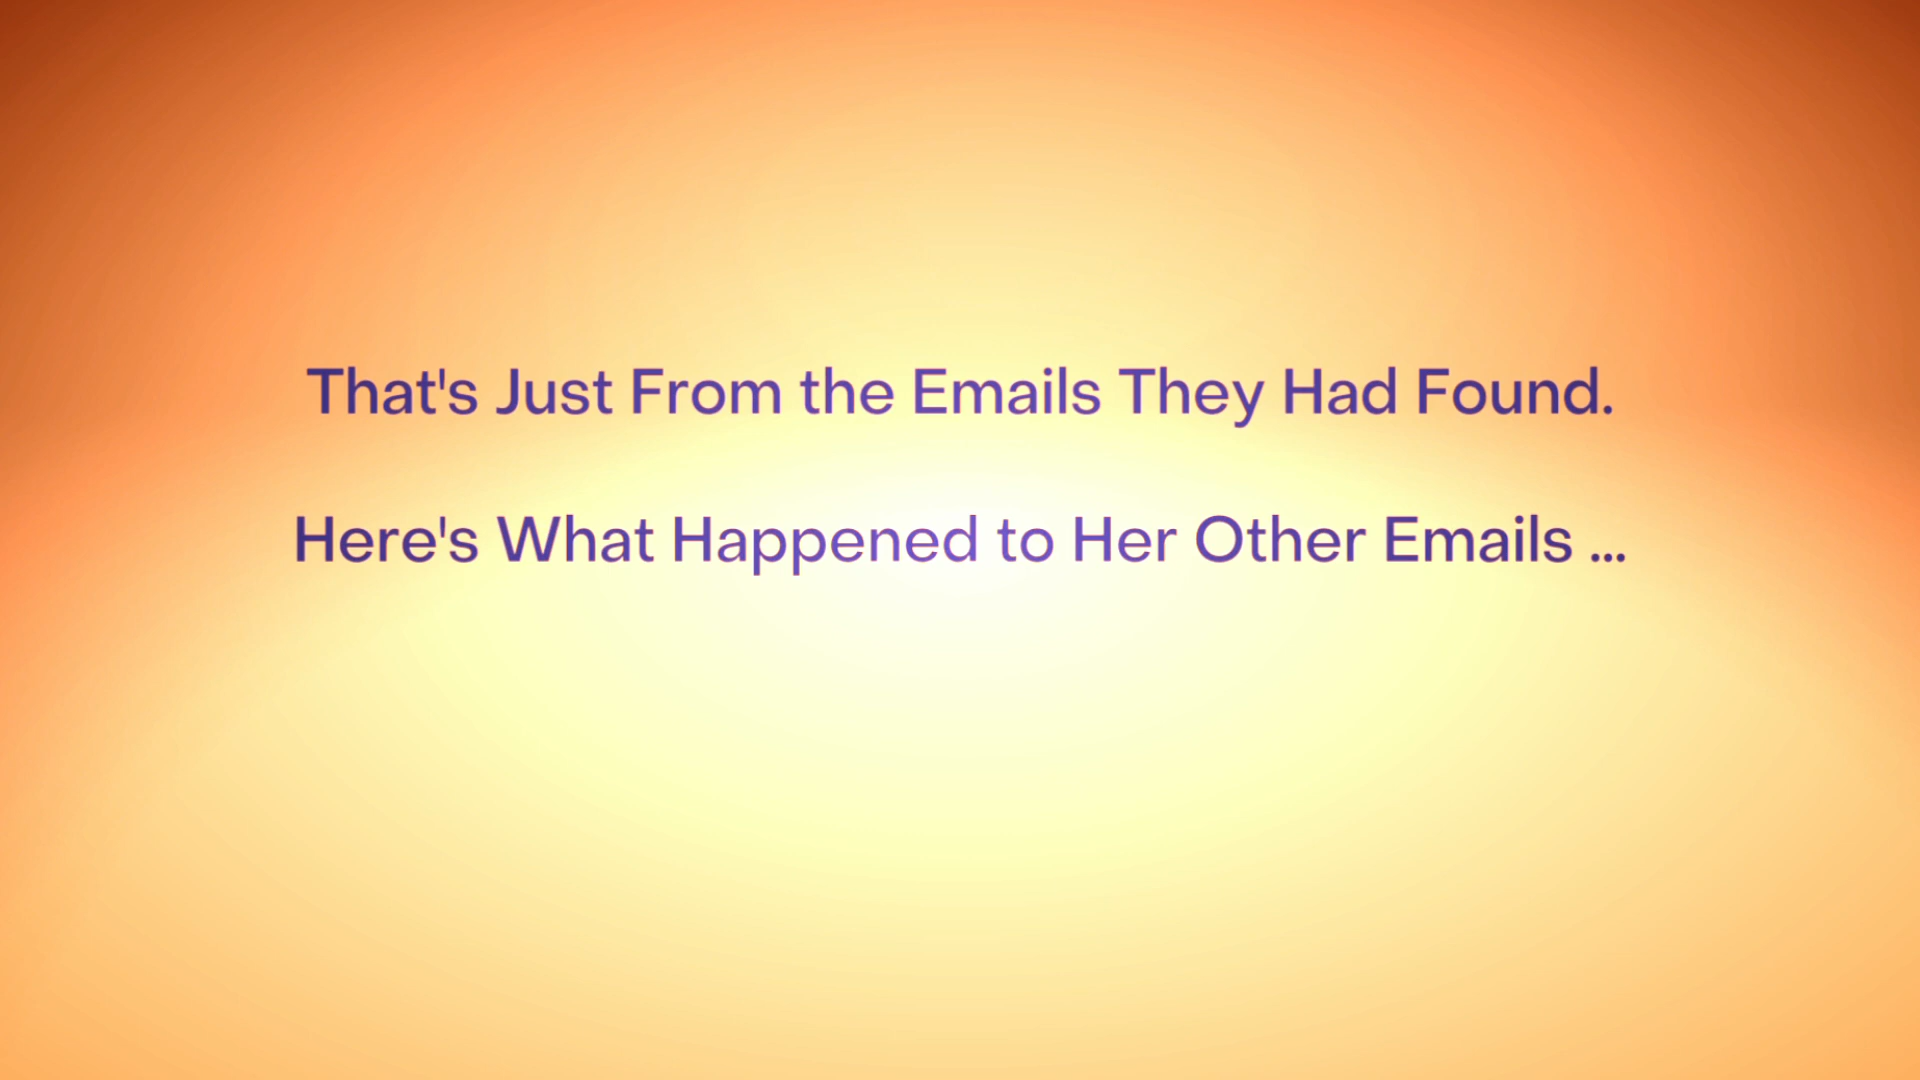 That's Just From the Emails They Had Found.
Here's What Happened to Her Other Emails ...